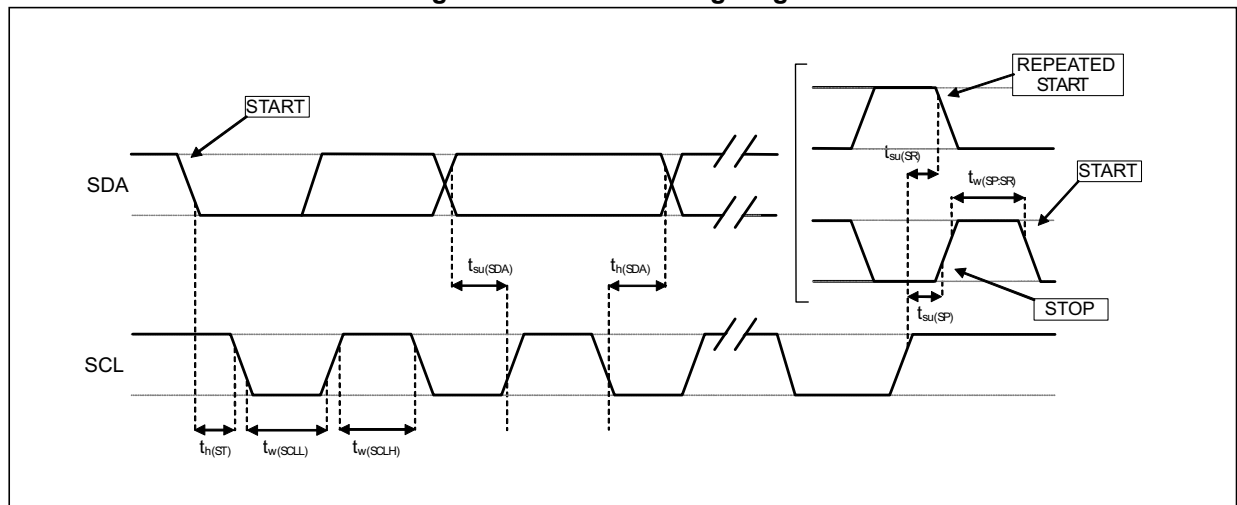 REPEATED
START
START
tsu(SR)
tw(SP:SR)
START
SDA
tsu(SDA)
th(SDA)
tsu(SP)
STOP
SCL
th(ST)
tw(SCLL)
tw(SCLH)